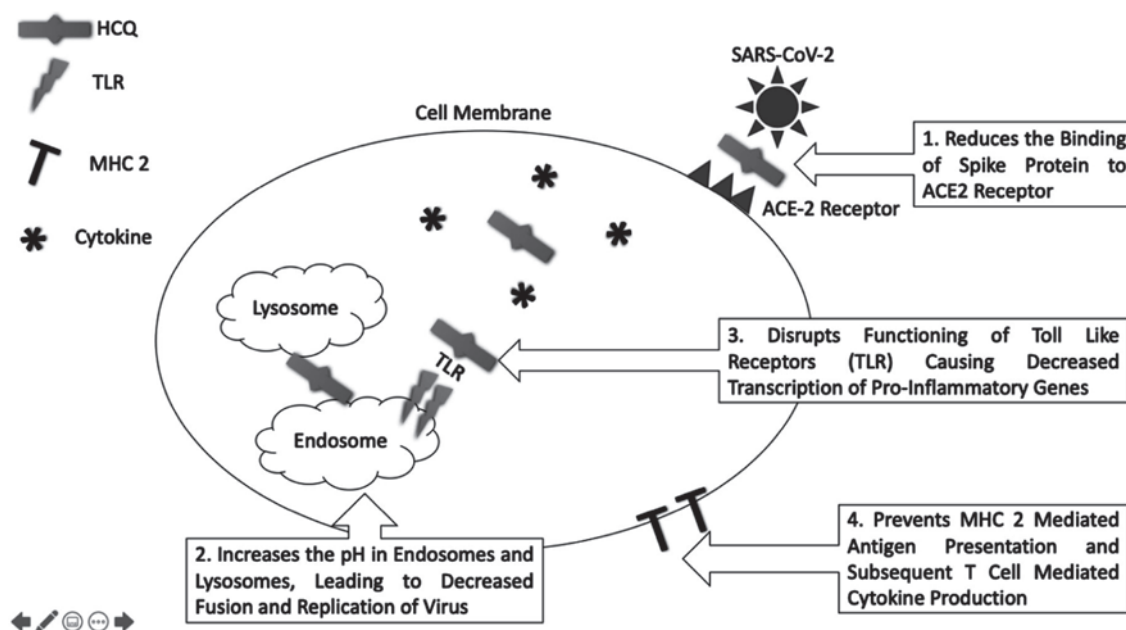 HCQ
TLR
MHC 2
Cytokine
Cell Membrane
SARS-CoV-2
ACE-2 Receptor
1. Reduces the Binding
of Spike Protein to
ACE2 Receptor
Lysosome
TLR
Endosome
3. Disrupts Functioning of Toll Like
Receptors (TLR) Causing Decreased
Transcription of Pro-Inflammatory Genes
2. Increases the pH in Endosomes and
Lysosomes, Leading to Decreased
Fusion and Replication of Virus
4. Prevents MHC 2 Mediated
Antigen Presentation and
Subsequent T Cell Mediated
Cytokine Production